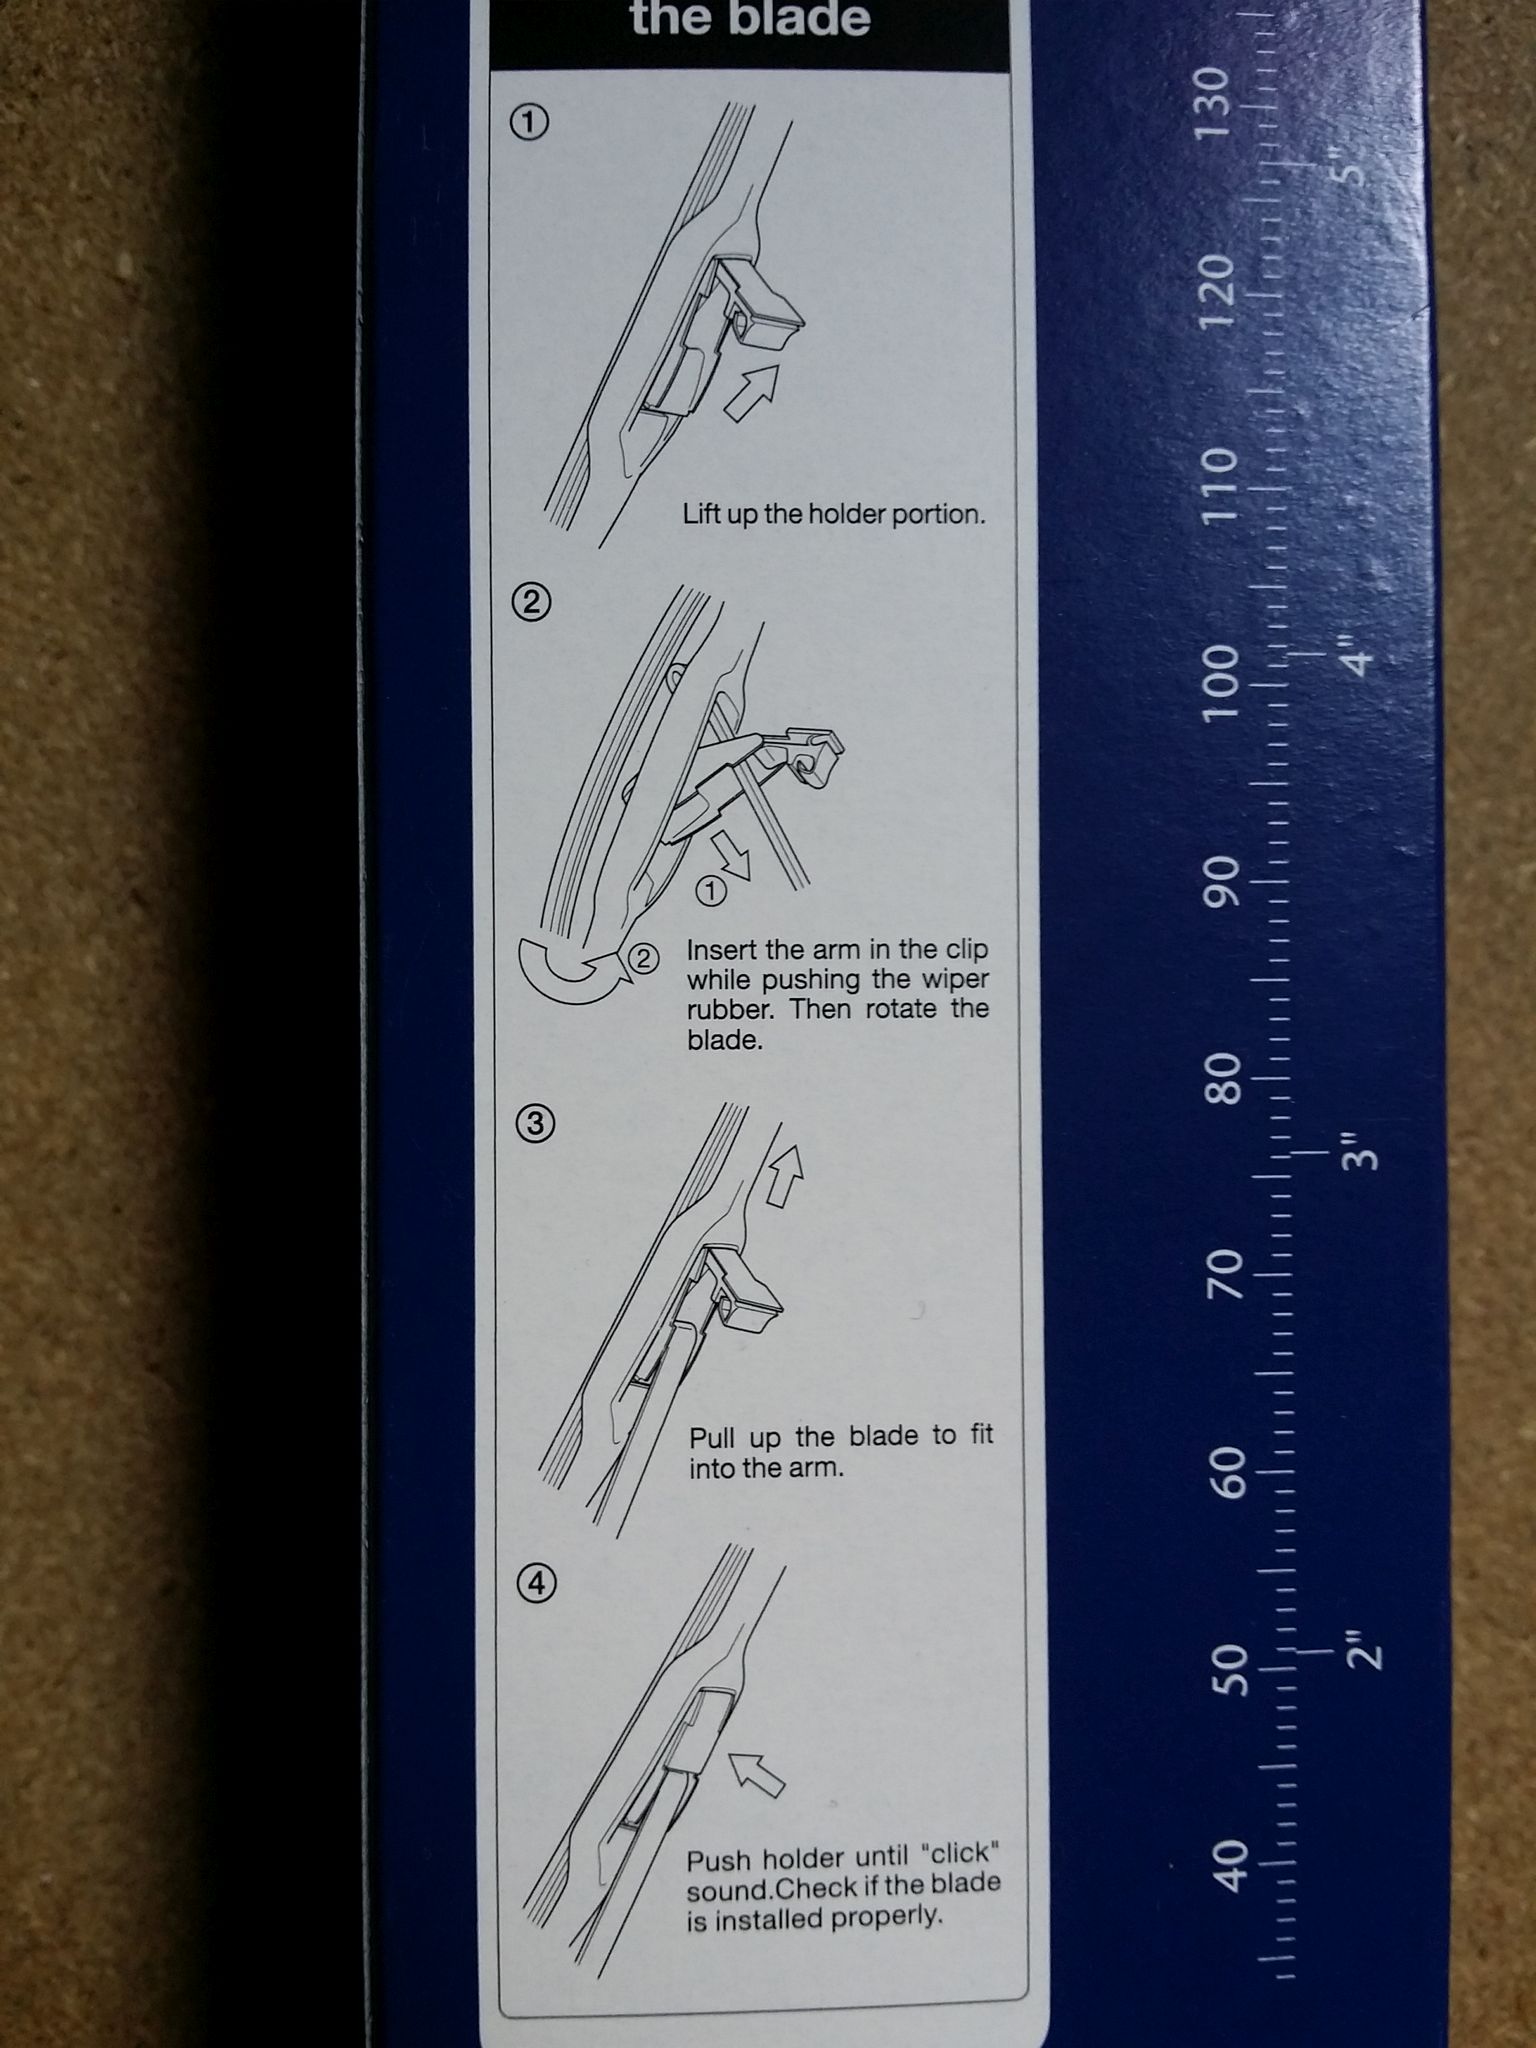 the blade
①
Lift up the holder portion.
②
①
②
Insert the arm in the clip
while pushing the wiper
rubber. Then rotate the
blade.
③
Pull up the blade to fit
into the arm.
④
Push holder until "click"
sound.Check if the blade
is installed properly.
130
5"
120
110
4"
100
90
80
3"
70
60
50
2"
40